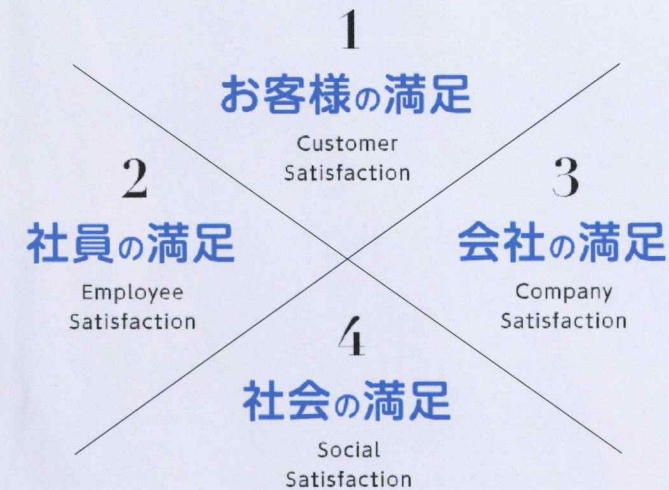 1
お客様の満足
Customer
Satisfaction
2
社員の満足
Employee
Satisfaction
3
会社の満足
Company
Satisfaction
4
社会の満足
Social
Satisfaction